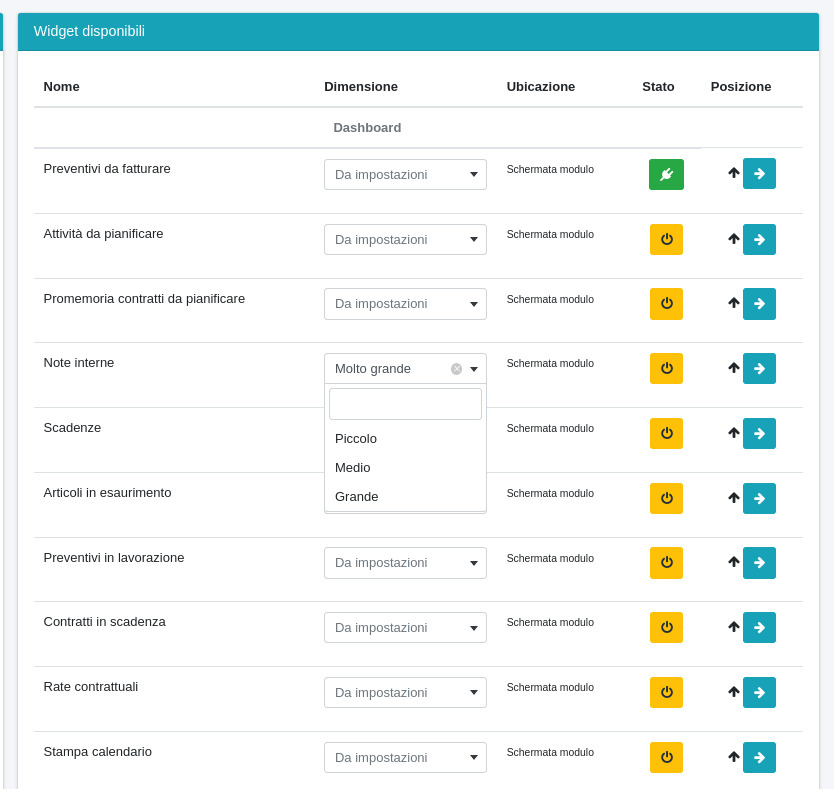 Widget disponibili
Nome Dimensione Ubicazione Stato Posizione
Dashboard
Preventivi da fatturare Da impostazioni Schermata modulo
Attività da pianificare Da impostazioni Schermata modulo
Promemoria contratti da pianificare Da impostazioni Schermata modulo
Note interne Molto grande Schermata modulo
Scadenze Schermata modulo
Piccolo
Medio
Articoli in esaurimento Schermata modulo
Grande
Preventivi in lavorazione Da impostazioni Schermata modulo
Contratti in scadenza Da impostazioni Schermata modulo
Rate contrattuali Da impostazioni Schermata modulo
Stampa calendario Da impostazioni Schermata modulo